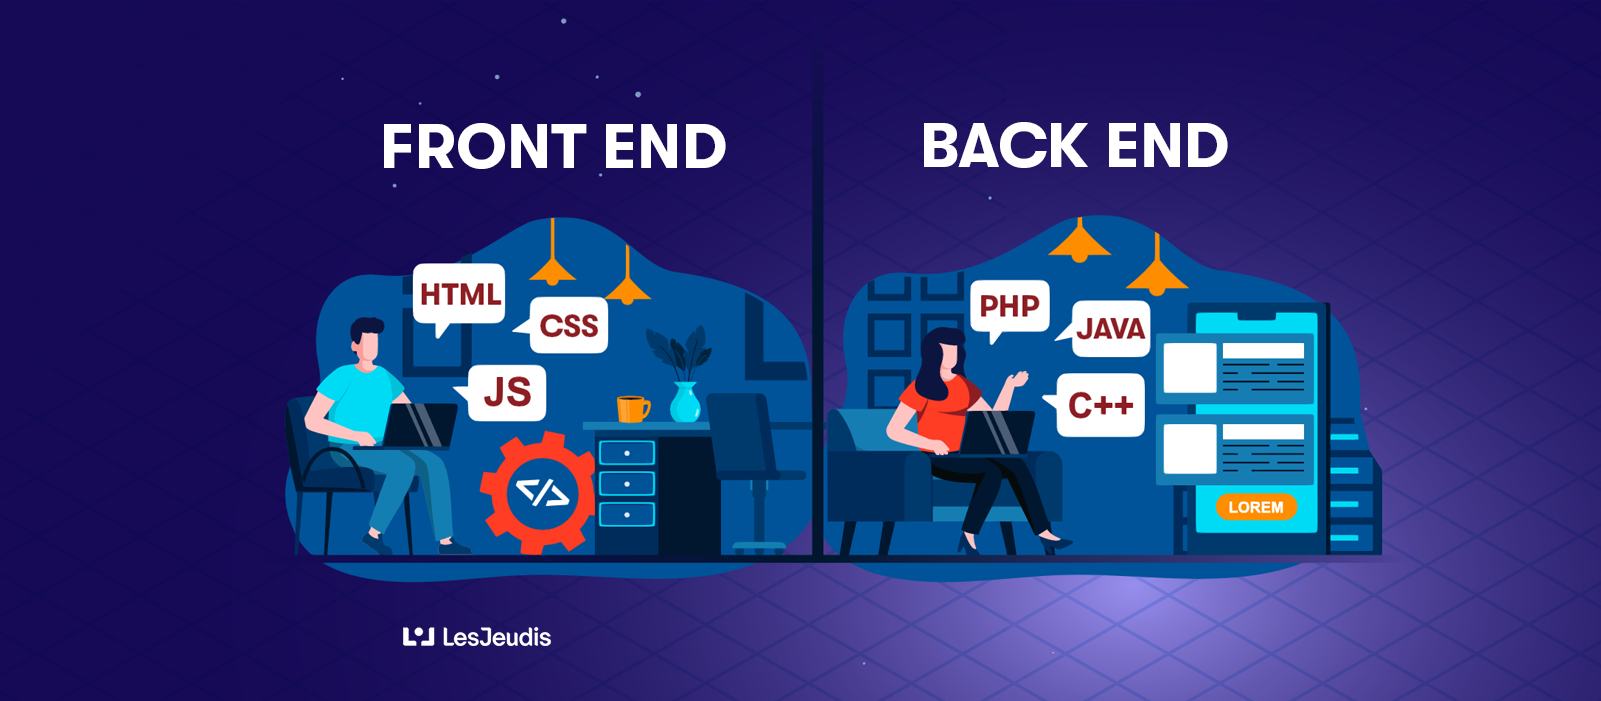 FRONT END
BACK END
HTML
CSS
JS
</>
PHP
JAVA
C++
LOREM
LesJeudis